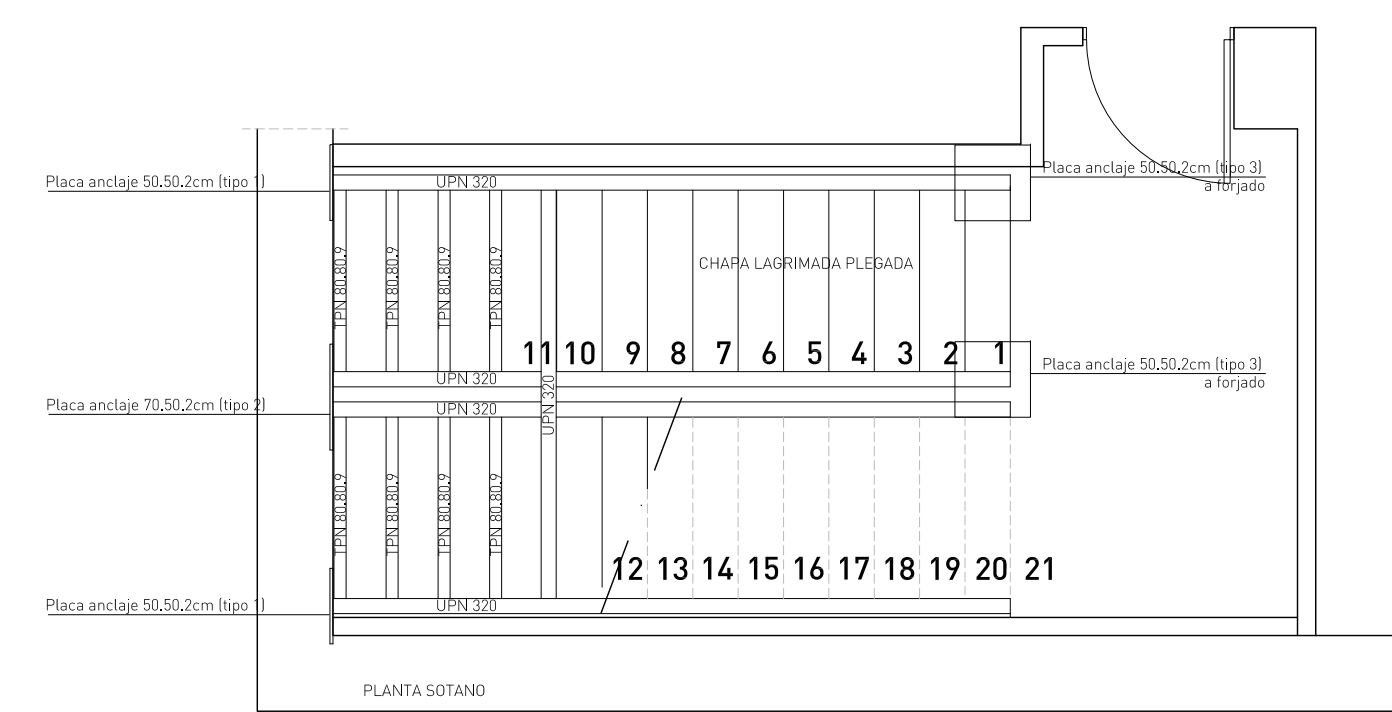 Placa anclaje 50.50.2cm (tipo 1)
UPN 320
Placa anclaje 50.50.2cm (tipo 3)
a forjado
TPN 80.80.9
TPN 80.80.9
TPN 80.80.9
TPN 80.80.9
CHAPA LAGRIMADA PLEGADA
11 10 9 8 7 6 5 4 3 2 1
Placa anclaje 50.50.2cm (tipo 3)
a forjado
UPN 320
UPN 320
Placa anclaje 70.50.2cm (tipo 2)
UPN 320
TPN 80.80.9
TPN 80.80.9
TPN 80.80.9
TPN 80.80.9
12 13 14 15 16 17 18 19 20 21
Placa anclaje 50.50.2cm (tipo 1)
UPN 320
PLANTA SOTANO